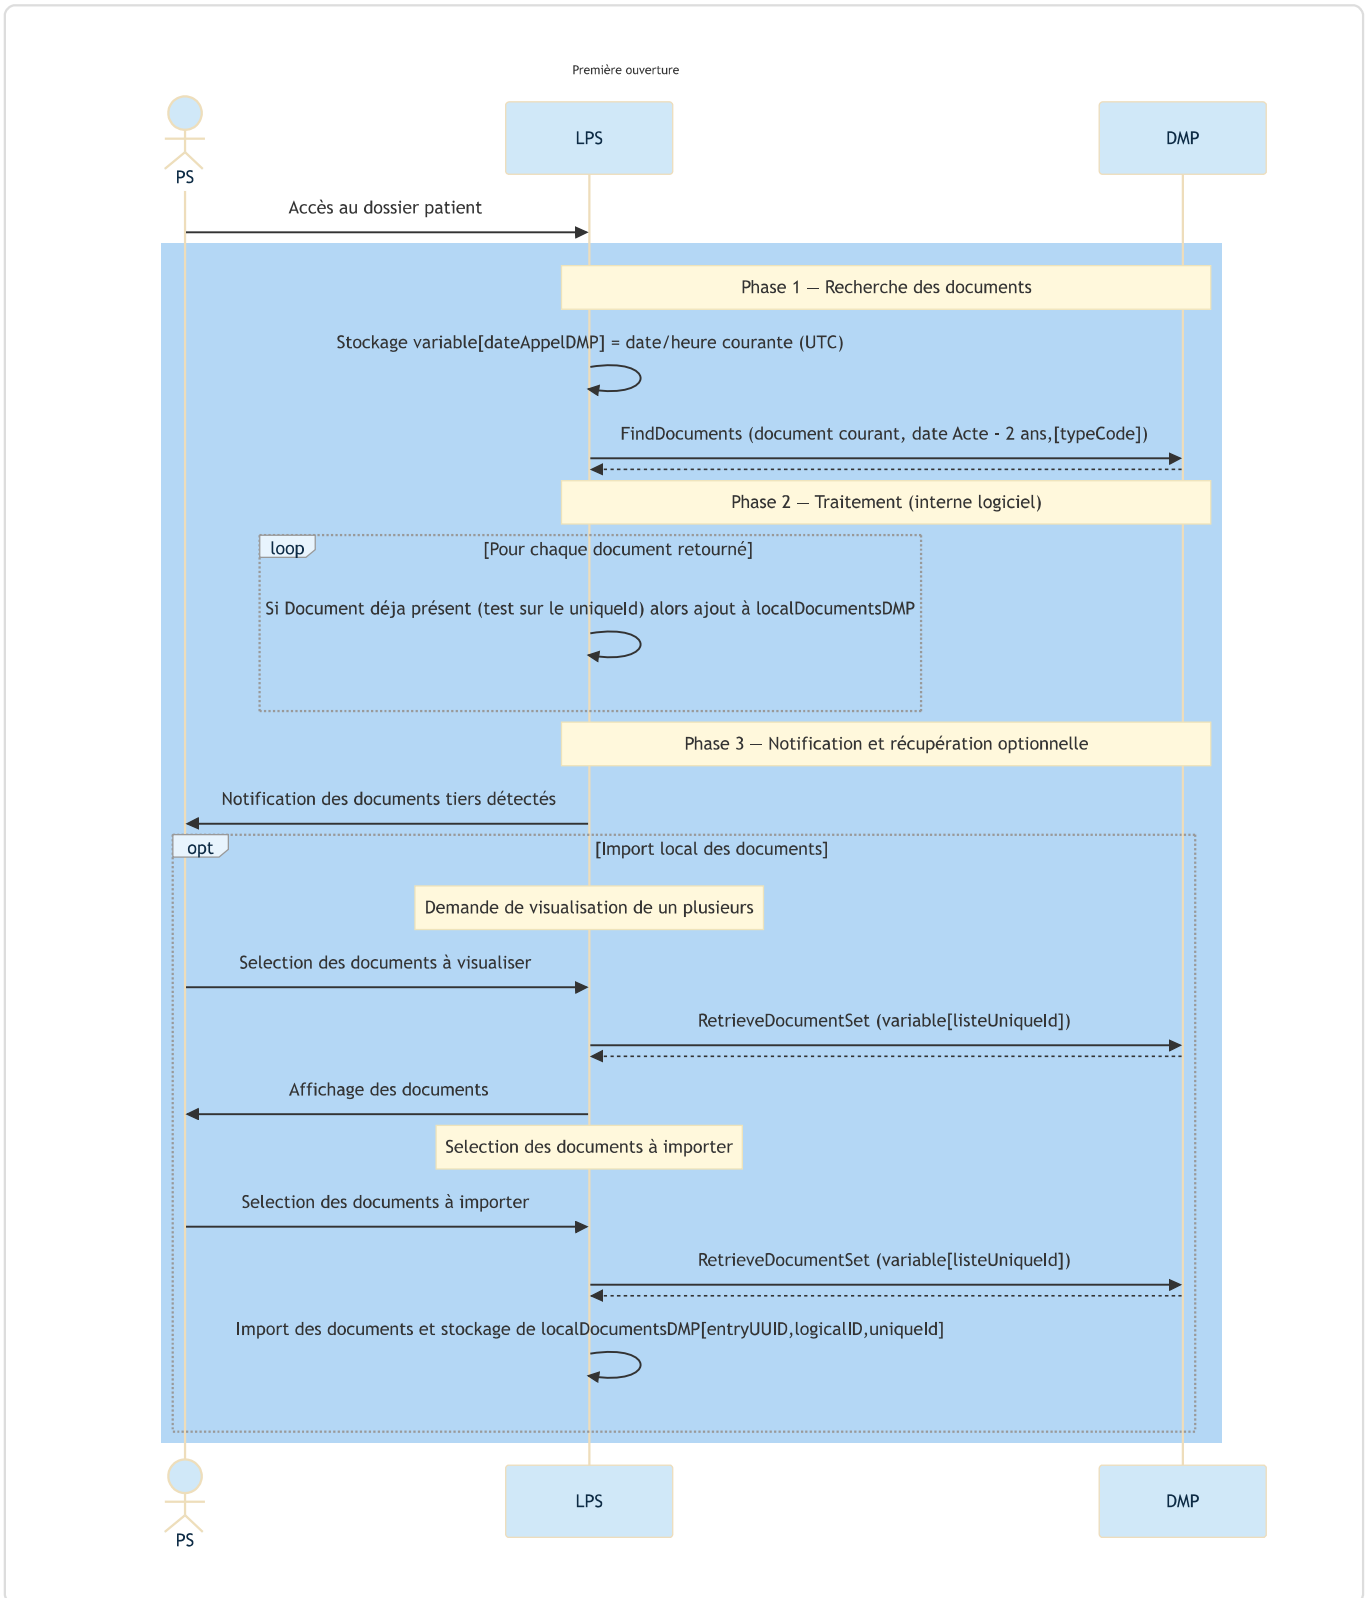 Première ouverture
PS
LPS
DMP
Accès au dossier patient
Phase 1 — Recherche des documents
Stockage variable[dateAppelDMP] = date/heure courante (UTC)
FindDocuments (document courant, date Acte - 2 ans,[typeCode])
Phase 2 — Traitement (interne logiciel)
loop
[Pour chaque document retourné]
Si Document déja présent (test sur le uniqueId) alors ajout à localDocumentsDMP
Phase 3 — Notification et récupération optionnelle
Notification des documents tiers détectés
opt
[Import local des documents]
Demande de visualisation de un plusieurs
Selection des documents à visualiser
RetrieveDocumentSet (variable[listeUniqueId])
Affichage des documents
Selection des documents à importer
Selection des documents à importer
RetrieveDocumentSet (variable[listeUniqueId])
Import des documents et stockage de localDocumentsDMP[entryUUID,logicalID,uniqueId]
PS
LPS
DMP